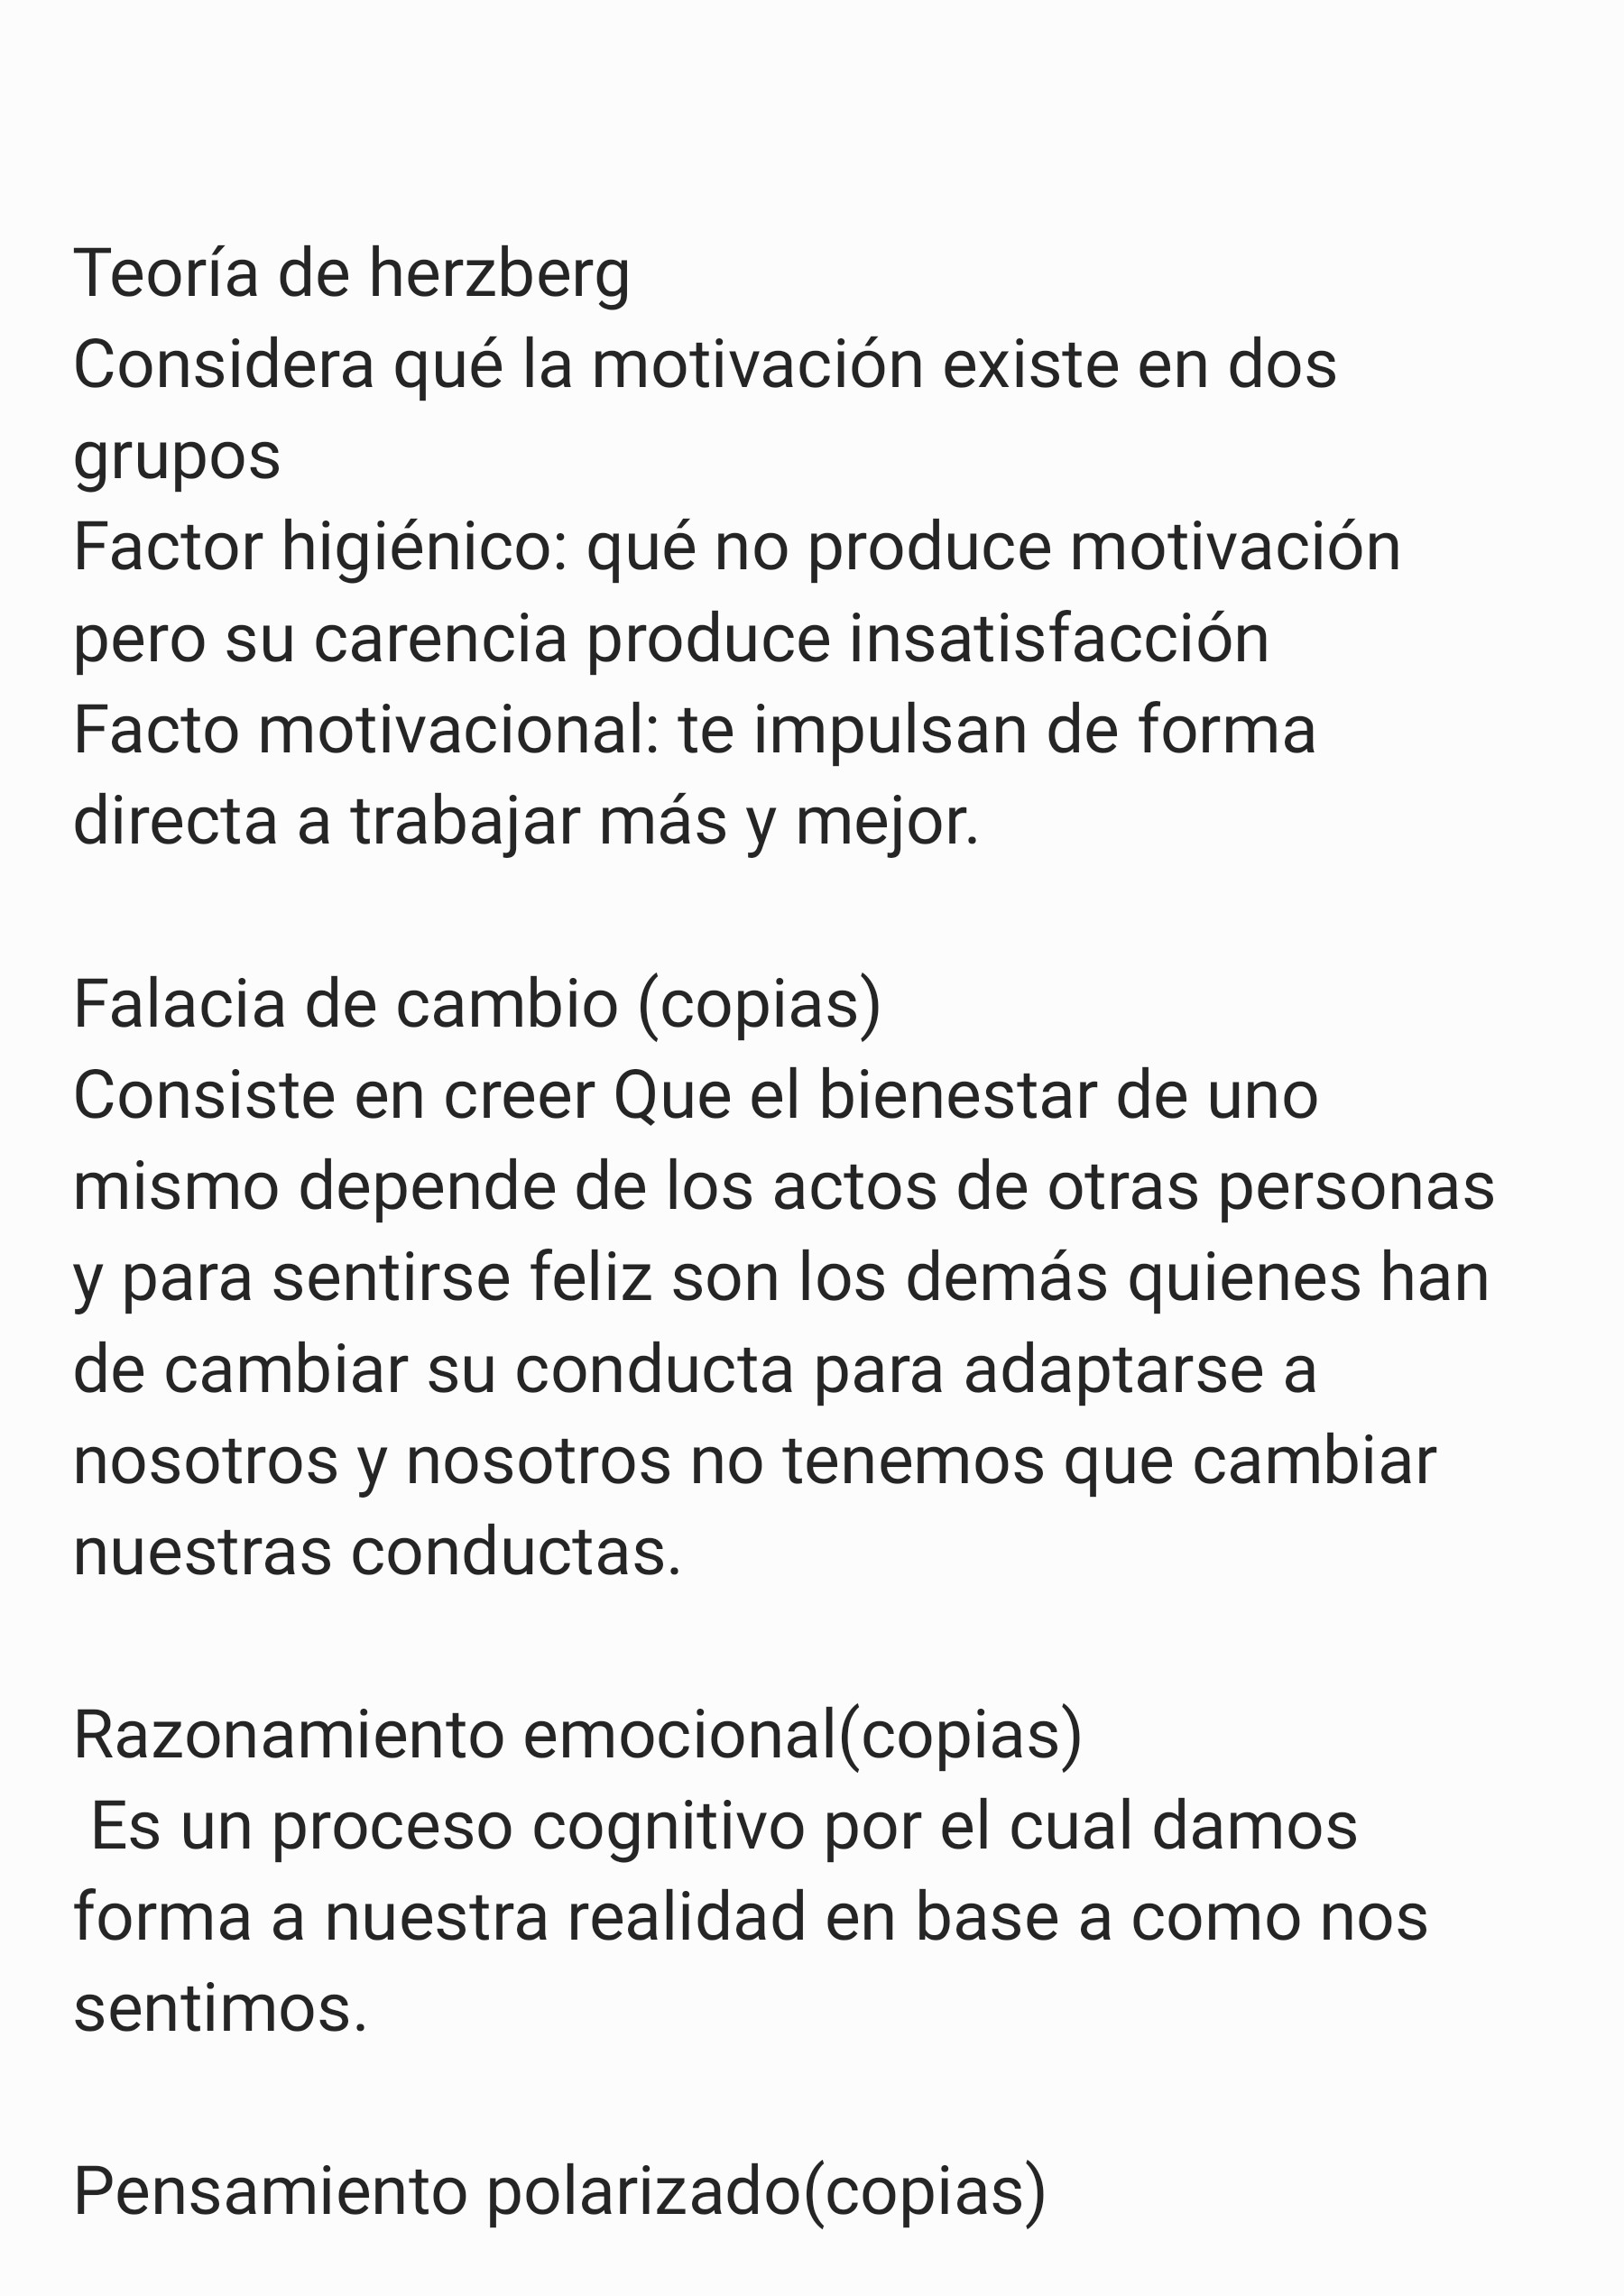 Teoría de herzberg
Considera qué la motivación existe en dos
grupos
Factor higiénico: qué no produce motivación
pero su carencia produce insatisfacción
Facto motivacional: te impulsan de forma
directa a trabajar más y mejor.
Falacia de cambio (copias)
Consiste en creer Que el bienestar de uno
mismo depende de los actos de otras personas
y para sentirse feliz son los demás quienes han
de cambiar su conducta para adaptarse a
nosotros y nosotros no tenemos que cambiar
nuestras conductas.
Razonamiento emocional(copias)
Es un proceso cognitivo por el cual damos
forma a nuestra realidad en base a como nos
sentimos.
Pensamiento polarizado(copias)